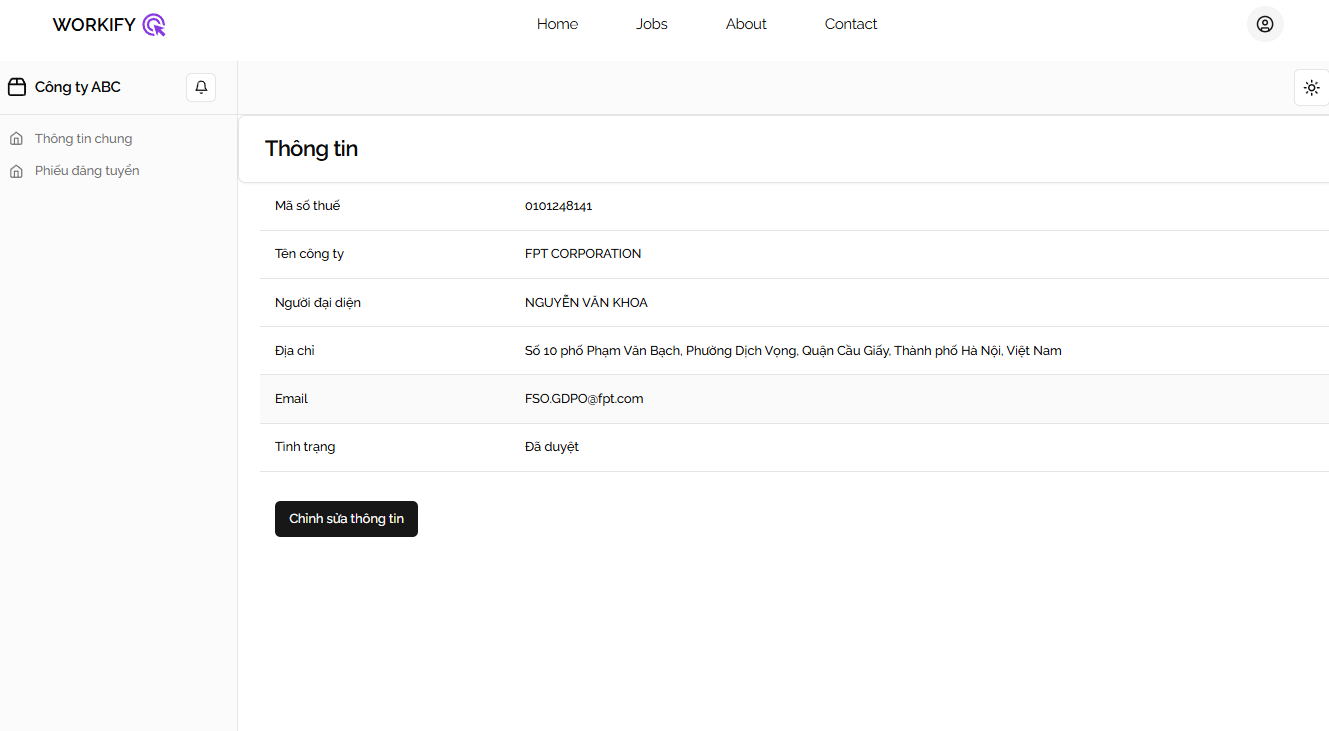 WORKIFY
Home Jobs About Contact
Công ty ABC
Thông tin chung
Phiếu đăng tuyển
Thông tin
Mã số thuế 0101248141
Tên công ty FPT CORPORATION
Người đại diện NGUYỄN VĂN KHOA
Địa chỉ Số 10 phố Phạm Văn Bạch, Phường Dịch Vọng, Quận Cầu Giấy, Thành phố Hà Nội, Việt Nam
Email FSO.GDPO@fpt.com
Tình trạng Đã duyệt
Chỉnh sửa thông tin